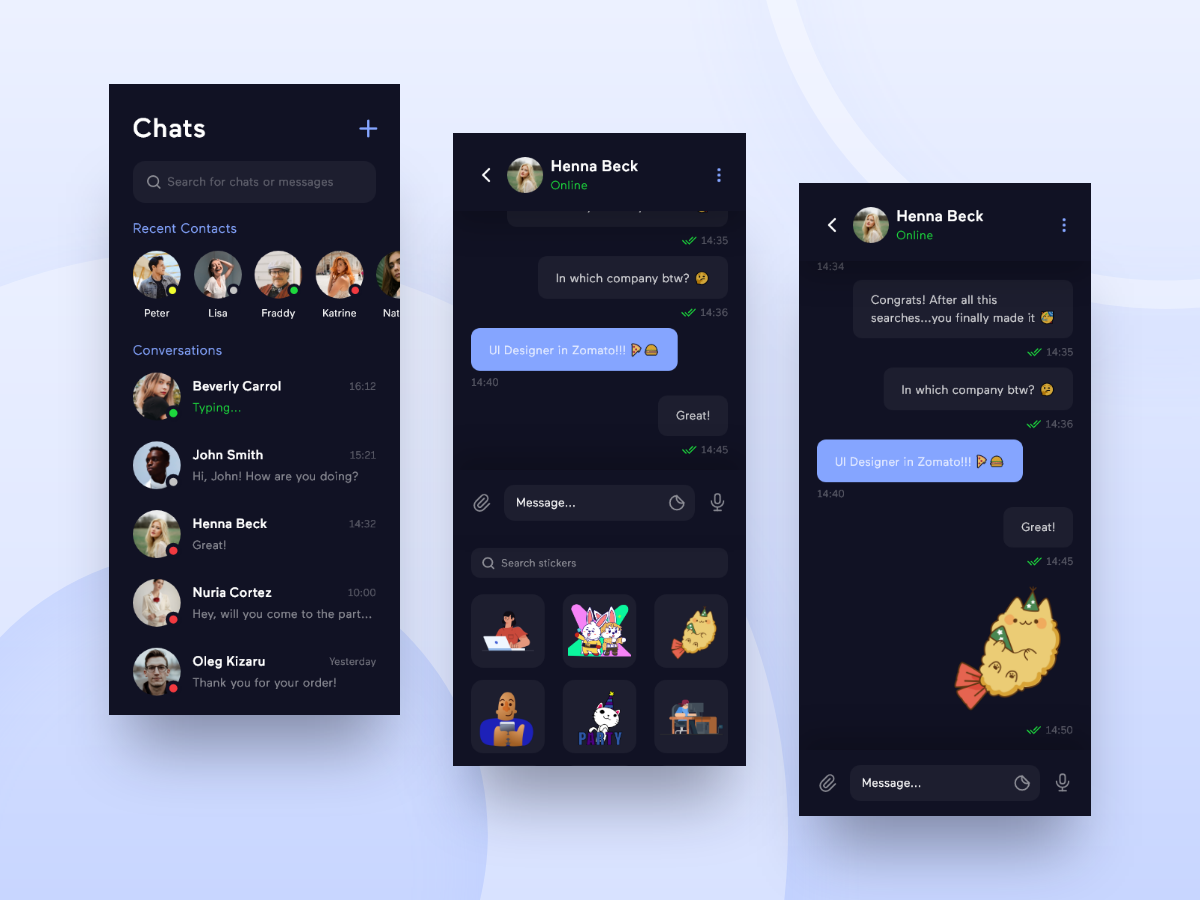 Chats
Search for chats or messages
Recent Contacts
Peter
Lisa
Fraddy
Katrine
Nat
Conversations
Beverly Carrol
16:12
Typing...
John Smith
15:21
Hi, John! How are you doing?
Henna Beck
14:32
Great!
Nuria Cortez
10:00
Hey, will you come to the part...
Oleg Kizaru
Yesterday
Thank you for your order!
Henna Beck
Online
14:35
In which company btw? 🤔
14:36
UI Designer in Zomato!!! 🍕🍔
14:40
Great!
14:45
Message...
Search stickers
PARTY
Henna Beck
Online
14:34
Congrats! After all this
searches...you finally made it 🥳
14:35
In which company btw? 🤔
14:36
UI Designer in Zomato!!! 🍕🍔
14:40
Great!
14:45
14:50
Message...